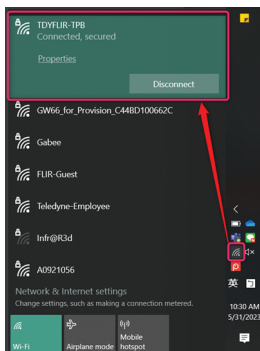 TDYFLIR-TPB
Connected, secured
Properties
Disconnect
GW66_for_Provision_C44BD100662C
Gabee
FLIR-Guest
Teledyne-Employee
Infr@R3d
A0921056
Network & Internet settings
Change settings, such as making a connection metered.
Wi-Fi
Airplane mode
Mobile
hotspot
英
10:30 AM
5/31/2023